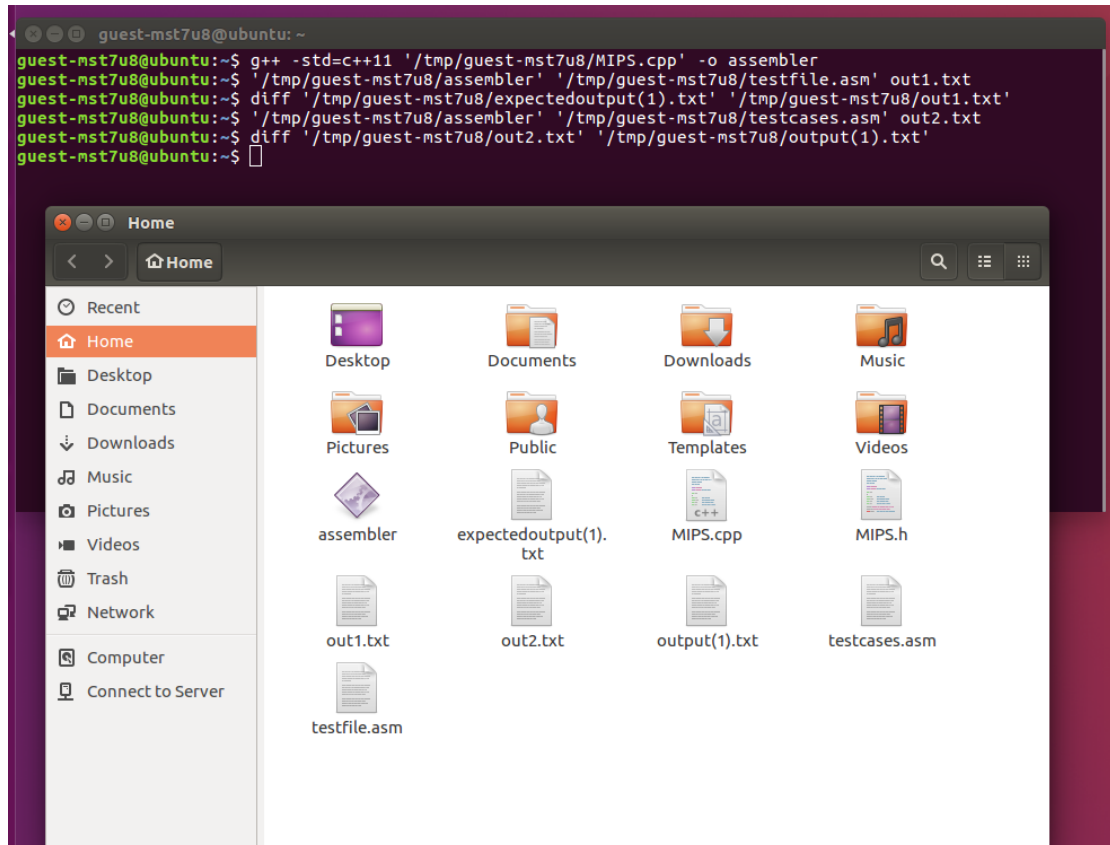 guest-mst7u8@ubuntu: ~
guest-mst7u8@ubuntu:~$ g++ -std=c++11 '/tmp/guest-mst7u8/MIPS.cpp' -o assembler
guest-mst7u8@ubuntu:~$ '/tmp/guest-mst7u8/assembler' '/tmp/guest-mst7u8/testfile.asm' out1.txt
guest-mst7u8@ubuntu:~$ diff '/tmp/guest-mst7u8/expectedoutput(1).txt' '/tmp/guest-mst7u8/out1.txt'
guest-mst7u8@ubuntu:~$ '/tmp/guest-mst7u8/assembler' '/tmp/guest-mst7u8/testcases.asm' out2.txt
guest-mst7u8@ubuntu:~$ diff '/tmp/guest-mst7u8/out2.txt' '/tmp/guest-mst7u8/output(1).txt'
guest-mst7u8@ubuntu:~$
Home
Home
Recent
Home
Desktop
Documents
Downloads
Music
Pictures
Videos
Trash
Network
Computer
Connect to Server
Desktop
Documents
Downloads
Music
Pictures
Public
Templates
Videos
assembler
expectedoutput(1).
txt
C++
MIPS.cpp
MIPS.h
out1.txt
out2.txt
output(1).txt
testcases.asm
testfile.asm